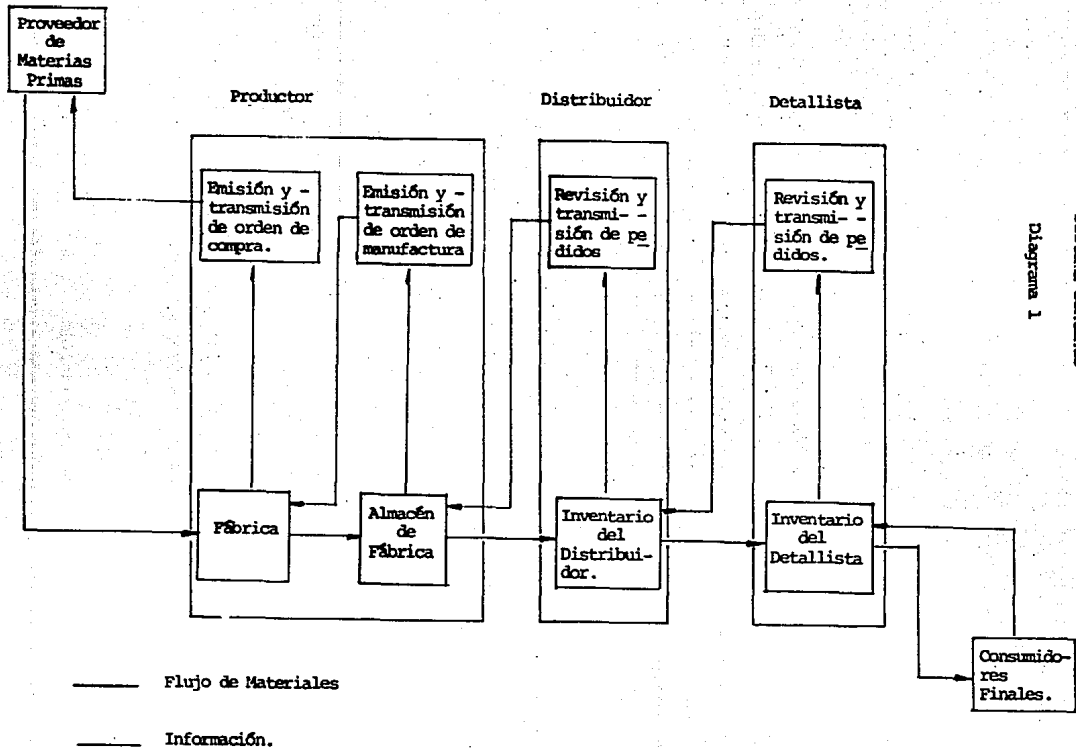 Proveedor
de
Materias
Primas
Productor
Distribuidor
Detallista
Emisión y -
transmisión
de orden de
compra.
Emisión y -
transmisión
de orden de
manufactura
Revisión y
transmi- -
sión de pe
didos
Revisión y
transmi- -
sión de pe
didos.
Diagrama 1
Fábrica
Almacén
de
Fábrica
Inventario
del
Distribui-
dor.
Inventario
del
Detallista
Consumido-
res
Finales.
Flujo de Materiales
Información.